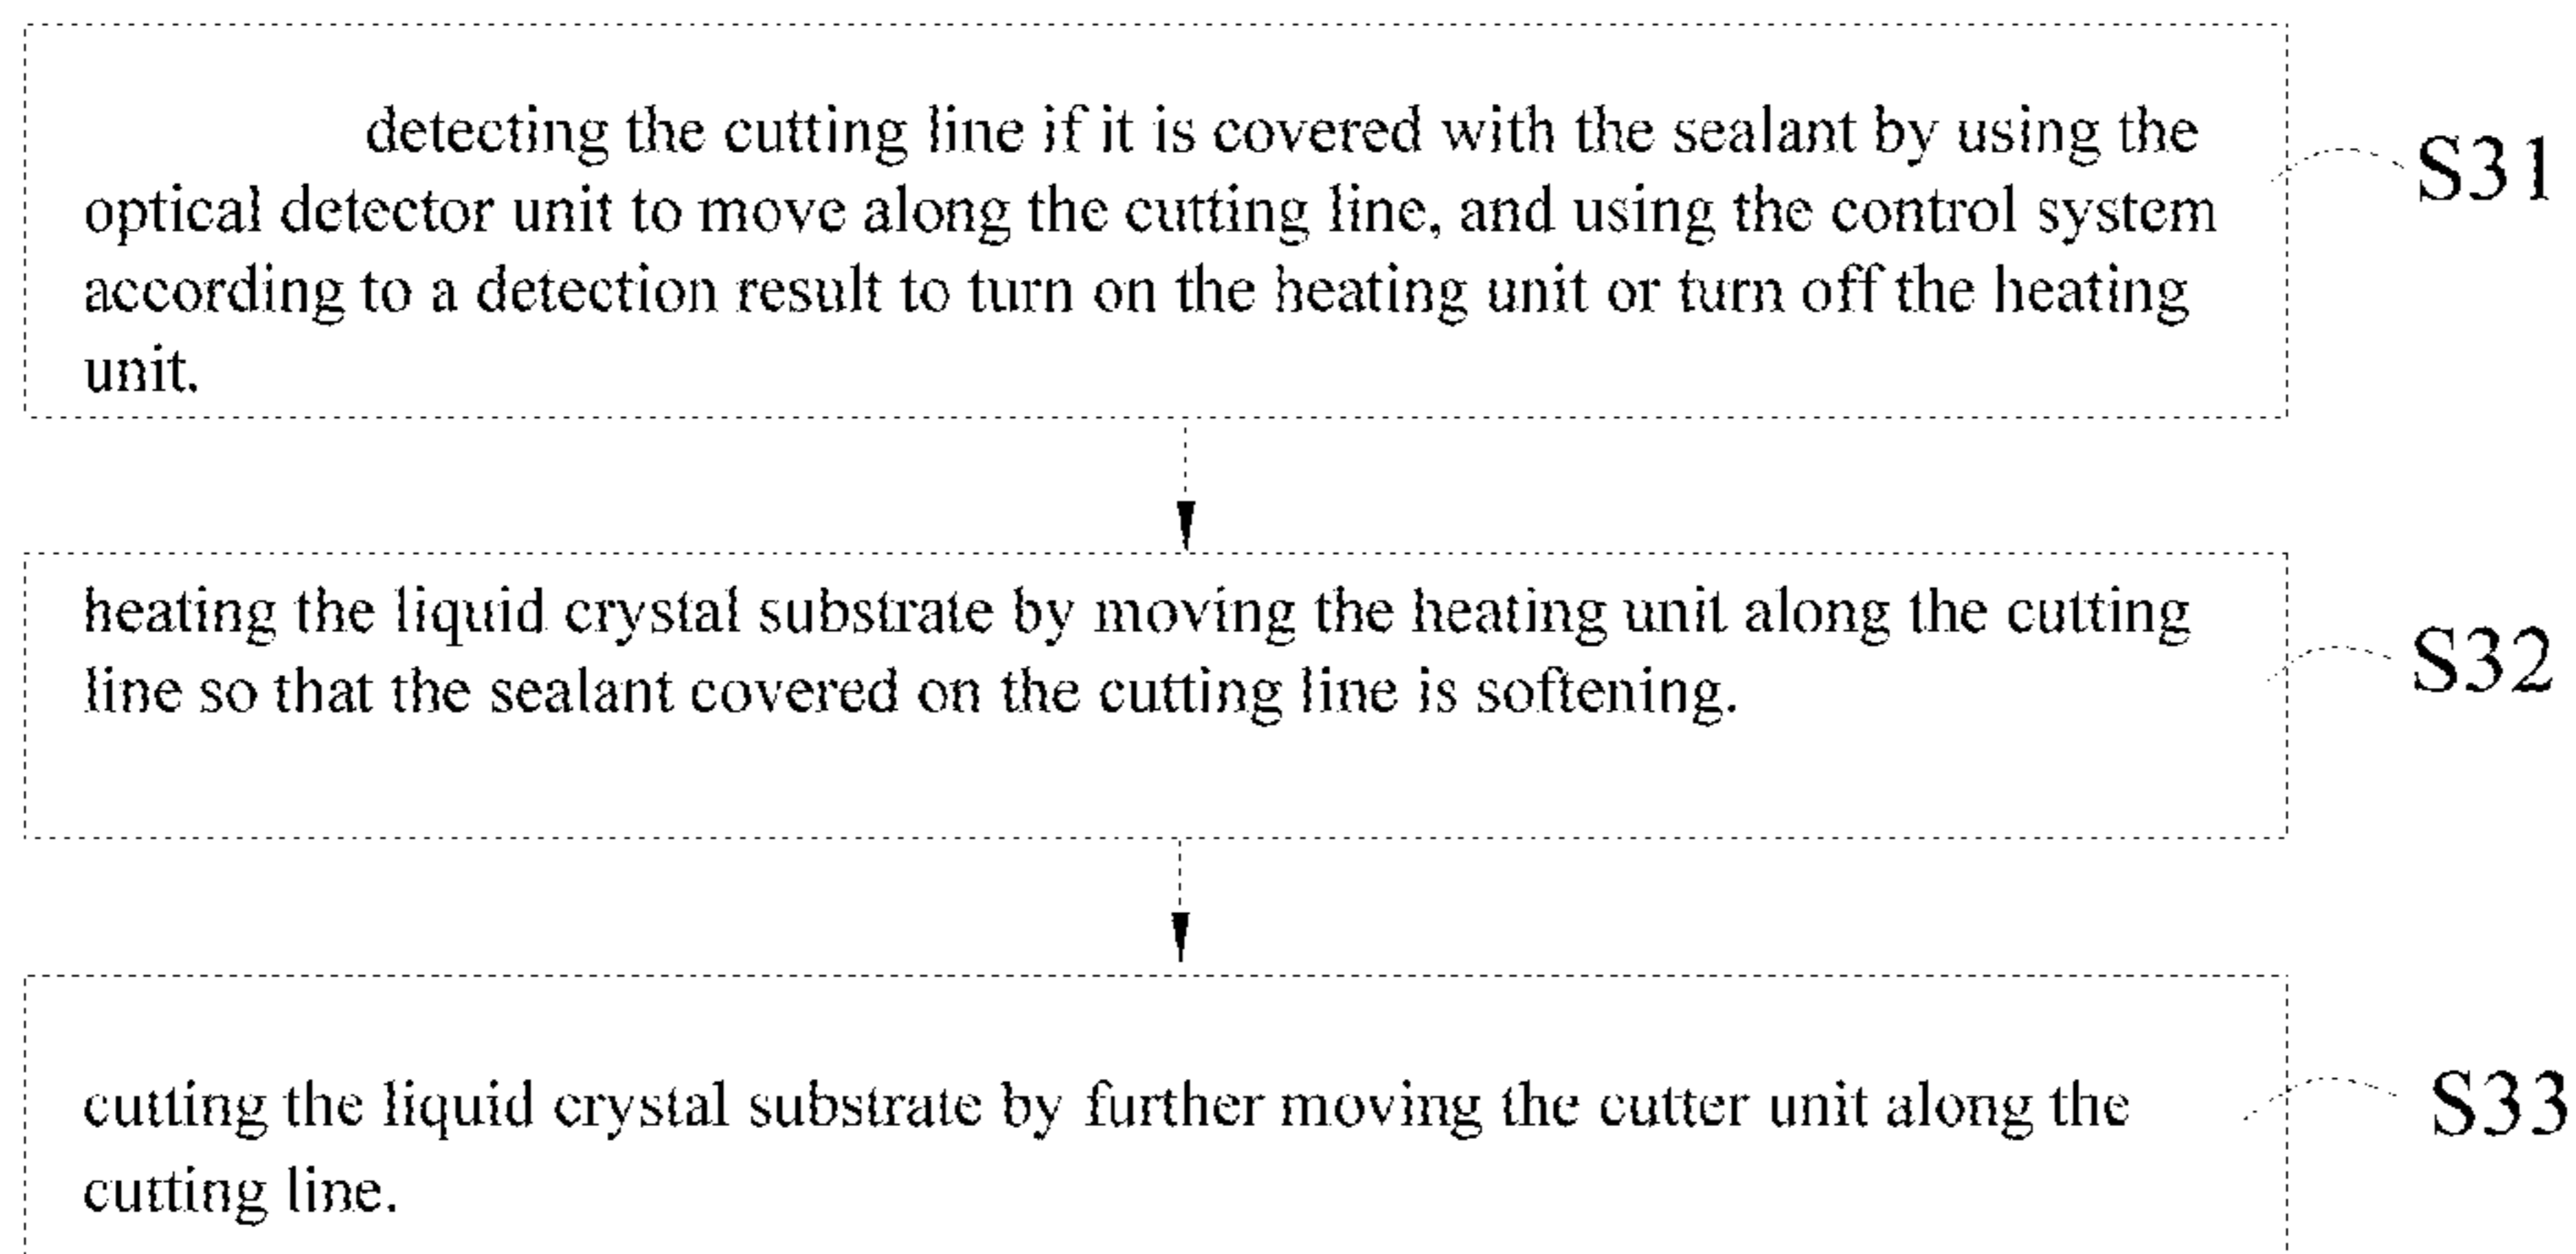 detecting the cutting line if it is covered with the sealant by using the
optical detector unit to move along the cutting line, and using the control system
according to a detection result to turn on the heating unit or turn off the heating
unit.
S31
heating the liquid crystal substrate by moving the heating unit along the cutting
line so that the sealant covered on the cutting line is softening.
S32
cutting the liquid crystal substrate by further moving the cutter unit along the
cutting line.
S33